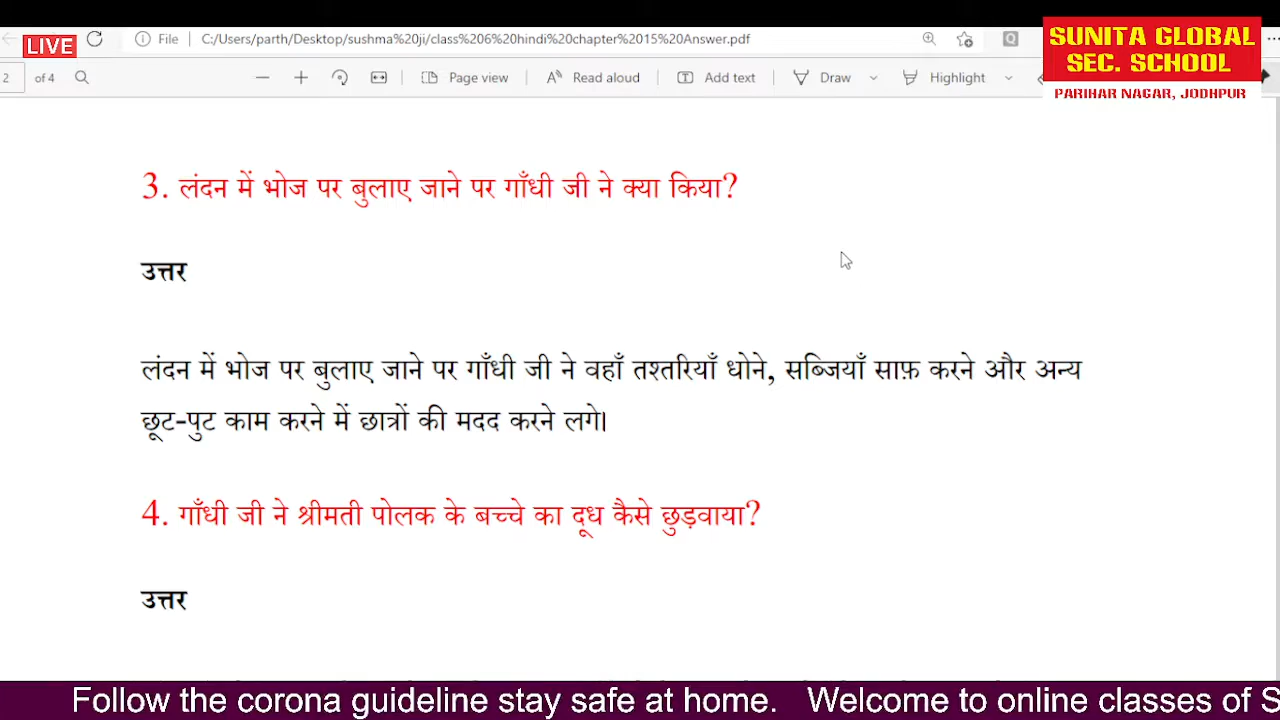 LIVE
File C:/Users/parth/Desktop/sushma%20ji/class%206%20hindi%20chapter%2015%20Answer.pdf
SUNITA GLOBAL
SEC. SCHOOL
PARIHAR NAGAR, JODHPUR
2 of 4 Page view Read aloud Add text Draw Highlight
3. लंदन में भोज पर बुलाए जाने पर गाँधी जी ने क्या किया?
उत्तर
लंदन में भोज पर बुलाए जाने पर गाँधी जी ने वहाँ तश्तरियाँ धोने, सब्जियाँ साफ़ करने और अन्य
छूट-पुट काम करने में छात्रों की मदद करने लगे।
4. गाँधी जी ने श्रीमती पोलक के बच्चे का दूध कैसे छुड़वाया?
उत्तर
Follow the corona guideline stay safe at home. Welcome to online classes of S